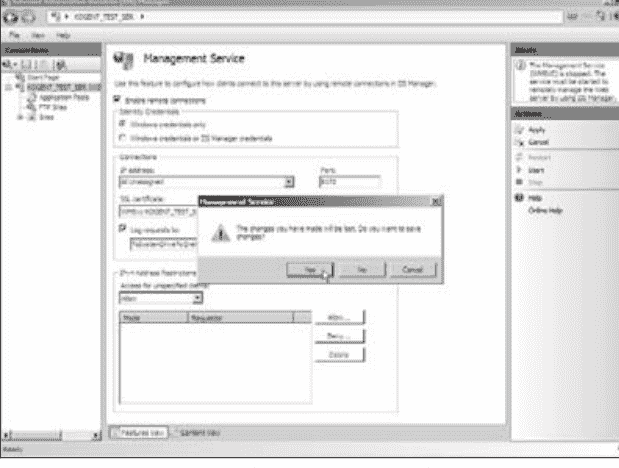 KOGENT_TEST_SER
File View Help
Connections
Start Page
Application Pools
FTP Sites
Sites
Management Service
Use this feature to configure how clients connect to this server by using remote connections in IIS Manager.
Enable remote connections
Identity Credentials
Windows credentials only
Windows credentials or IIS Manager credentials
Connections
IP address:
Port:
All Unassigned
8172
SSL certificate:
Log requests to:
Management Service
The changes you have made will be lost. Do you want to save
changes?
Yes
No
Cancel
IPv4 Address Restrictions
Access for unspecified clients:
Allow
Mode
Requestor
Allow...
Deny...
Delete
Features View
Content View
Ready
Alerts
The Management Service
(WMSVC) is stopped. The
service must be started to
remotely manage the Web
server by using IIS Manager.
Actions
Apply
Cancel
Restart
Start
Stop
Help
Online Help